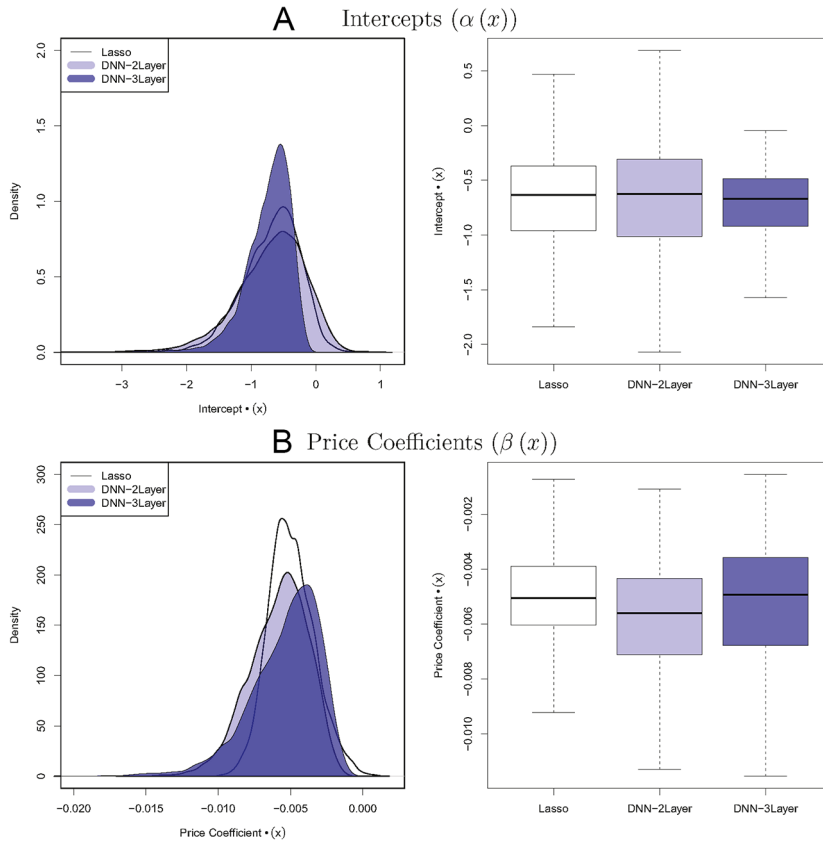 A Intercepts (α (x))
Lasso
DNN−2Layer
DNN−3Layer
2.0
1.5
1.0
0.5
0.0
Density
−3 −2 −1 0 1
Intercept • (x)
0.5
0.0
−0.5
−1.0
−1.5
−2.0
Intercept • (x)
Lasso DNN−2Layer DNN−3Layer
B Price Coefficients (β (x))
Lasso
DNN−2Layer
DNN−3Layer
300
250
200
150
100
50
0
Density
−0.020 −0.015 −0.010 −0.005 0.000
Price Coefficient • (x)
−0.002
−0.004
−0.006
−0.008
−0.010
Price Coefficient • (x)
Lasso DNN−2Layer DNN−3Layer